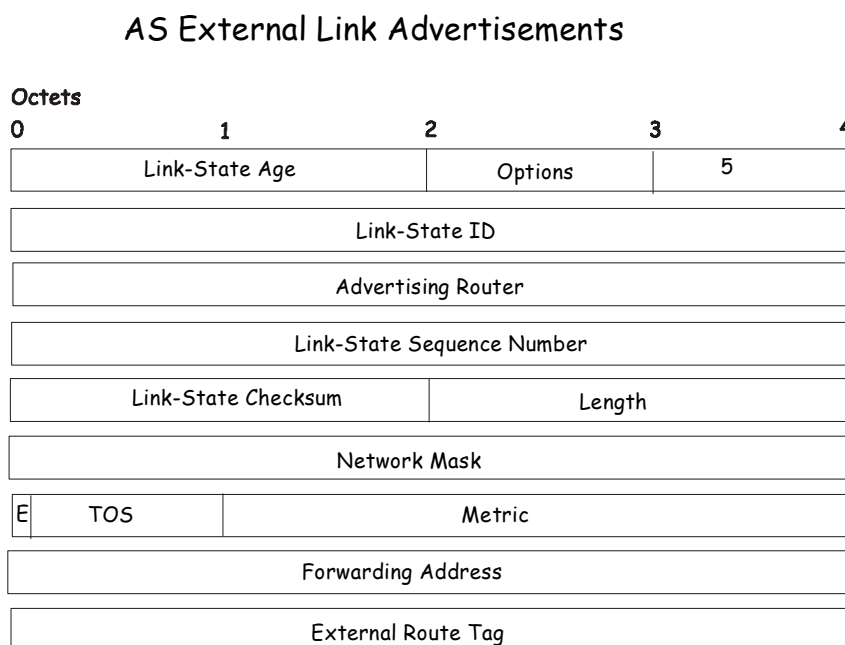 AS External Link Advertisements
Octets
0 1 2 3 4
Link-State Age Options 5
Link-State ID
Advertising Router
Link-State Sequence Number
Link-State Checksum Length
Network Mask
E TOS Metric
Forwarding Address
External Route Tag